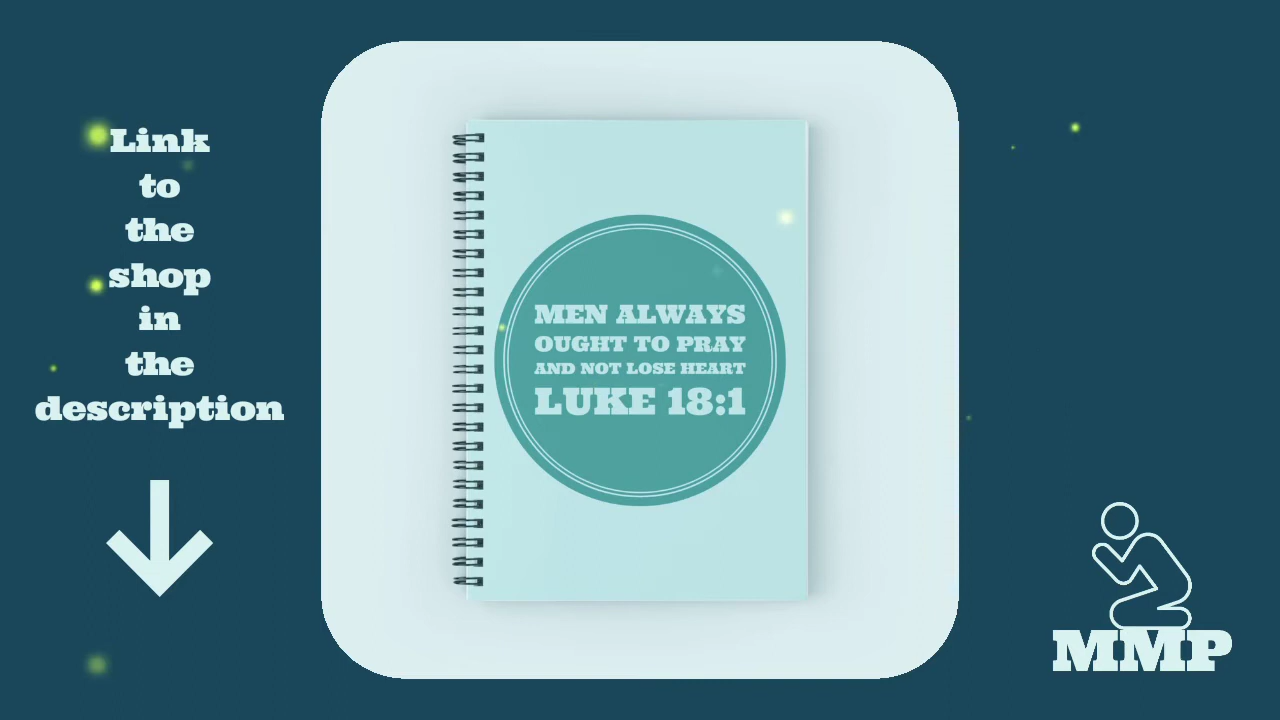 Link
to
the
shop
in
the
description
MEN ALWAYS
OUGHT TO PRAY
AND NOT LOSE HEART
LUKE 18:1
MMP